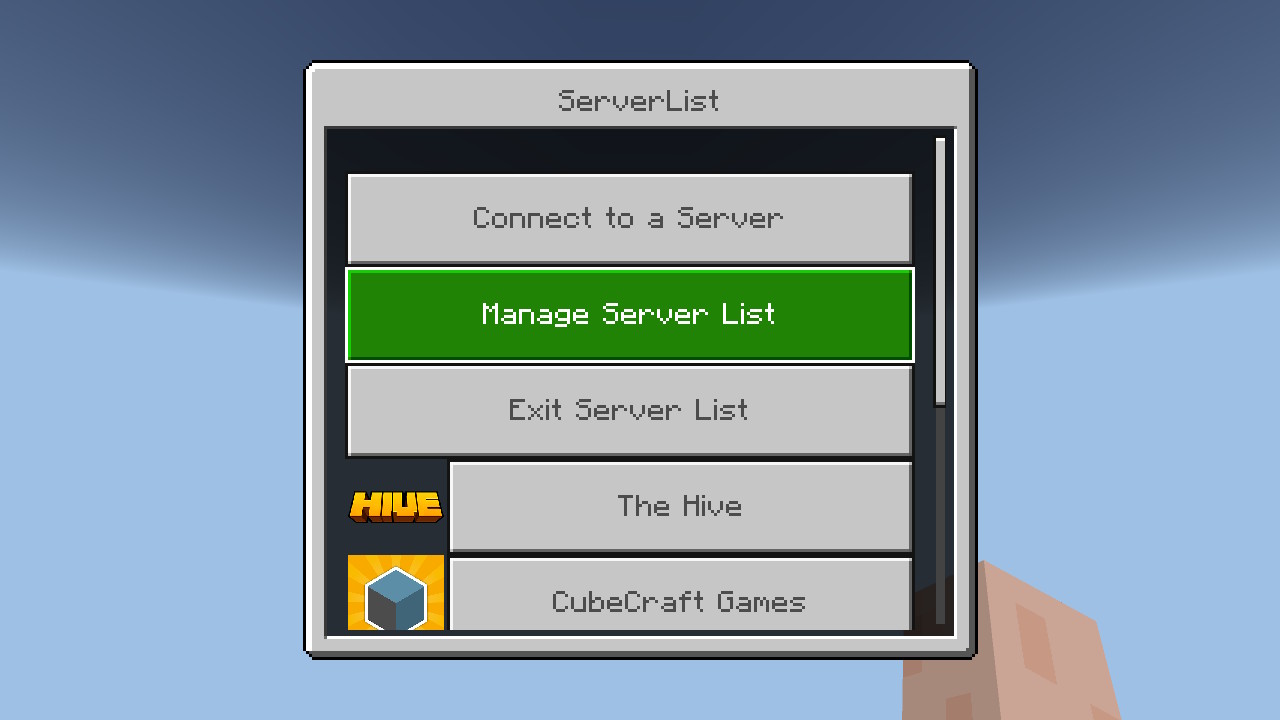 ServerList
Connect to a Server
Manage Server List
Exit Server List
HIVE
The Hive
CubeCraft Games